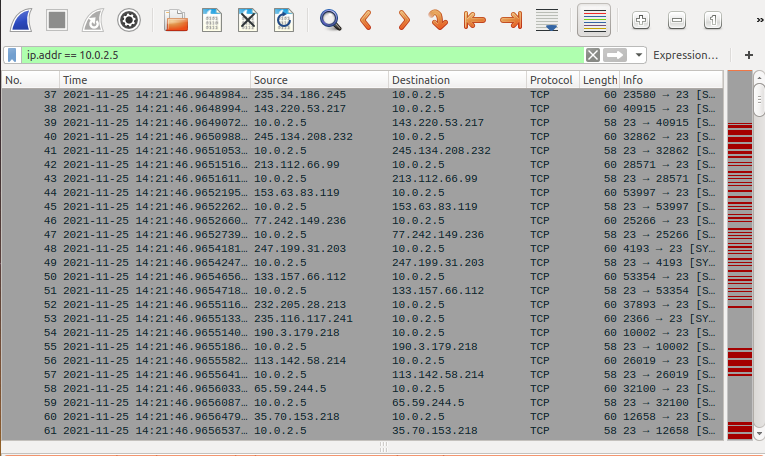 ip.addr == 10.0.2.5 Expression… +
No. Time Source Destination Protocol Length Info
37 2021-11-25 14:21:46.9648984… 235.34.186.245 10.0.2.5 TCP 60 23580 → 23 [S…
38 2021-11-25 14:21:46.9648994… 143.220.53.217 10.0.2.5 TCP 60 40915 → 23 [S…
39 2021-11-25 14:21:46.9649072… 10.0.2.5 143.220.53.217 TCP 58 23 → 40915 [S…
40 2021-11-25 14:21:46.9650988… 245.134.208.232 10.0.2.5 TCP 60 32862 → 23 [S…
41 2021-11-25 14:21:46.9651053… 10.0.2.5 245.134.208.232 TCP 58 23 → 32862 [S…
42 2021-11-25 14:21:46.9651516… 213.112.66.99 10.0.2.5 TCP 60 28571 → 23 [S…
43 2021-11-25 14:21:46.9651611… 10.0.2.5 213.112.66.99 TCP 58 23 → 28571 [S…
44 2021-11-25 14:21:46.9652195… 153.63.83.119 10.0.2.5 TCP 60 53997 → 23 [S…
45 2021-11-25 14:21:46.9652262… 10.0.2.5 153.63.83.119 TCP 58 23 → 53997 [S…
46 2021-11-25 14:21:46.9652660… 77.242.149.236 10.0.2.5 TCP 60 25266 → 23 [S…
47 2021-11-25 14:21:46.9652739… 10.0.2.5 77.242.149.236 TCP 58 23 → 25266 [S…
48 2021-11-25 14:21:46.9654181… 247.199.31.203 10.0.2.5 TCP 60 4193 → 23 [SY…
49 2021-11-25 14:21:46.9654247… 10.0.2.5 247.199.31.203 TCP 58 23 → 4193 [SY…
50 2021-11-25 14:21:46.9654656… 133.157.66.112 10.0.2.5 TCP 60 53354 → 23 [S…
51 2021-11-25 14:21:46.9654718… 10.0.2.5 133.157.66.112 TCP 58 23 → 53354 [S…
52 2021-11-25 14:21:46.9655116… 232.205.28.213 10.0.2.5 TCP 60 37893 → 23 [S…
53 2021-11-25 14:21:46.9655133… 235.116.117.241 10.0.2.5 TCP 60 2366 → 23 [SY…
54 2021-11-25 14:21:46.9655140… 190.3.179.218 10.0.2.5 TCP 60 10002 → 23 [S…
55 2021-11-25 14:21:46.9655186… 10.0.2.5 190.3.179.218 TCP 58 23 → 10002 [S…
56 2021-11-25 14:21:46.9655582… 113.142.58.214 10.0.2.5 TCP 60 26019 → 23 [S…
57 2021-11-25 14:21:46.9655641… 10.0.2.5 113.142.58.214 TCP 58 23 → 26019 [S…
58 2021-11-25 14:21:46.9656033… 65.59.244.5 10.0.2.5 TCP 60 32100 → 23 [S…
59 2021-11-25 14:21:46.9656087… 10.0.2.5 65.59.244.5 TCP 58 23 → 32100 [S…
60 2021-11-25 14:21:46.9656479… 35.70.153.218 10.0.2.5 TCP 60 12658 → 23 [S…
61 2021-11-25 14:21:46.9656537… 10.0.2.5 35.70.153.218 TCP 58 23 → 12658 [S…